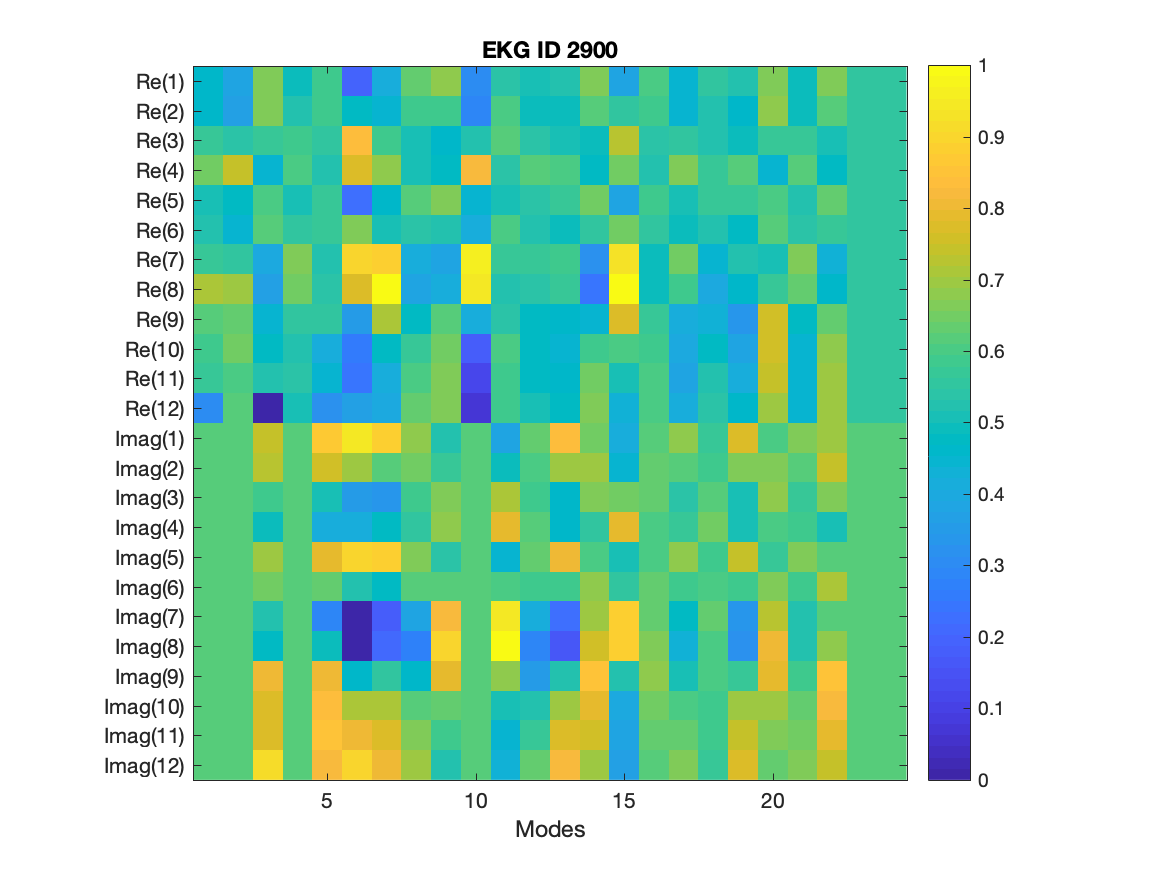 EKG ID 2900
Re(1)
Re(2)
Re(3)
Re(4)
Re(5)
Re(6)
Re(7)
Re(8)
Re(9)
Re(10)
Re(11)
Re(12)
Imag(1)
Imag(2)
Imag(3)
Imag(4)
Imag(5)
Imag(6)
Imag(7)
Imag(8)
Imag(9)
Imag(10)
Imag(11)
Imag(12)
5 10 15 20
Modes
1
0.9
0.8
0.7
0.6
0.5
0.4
0.3
0.2
0.1
0